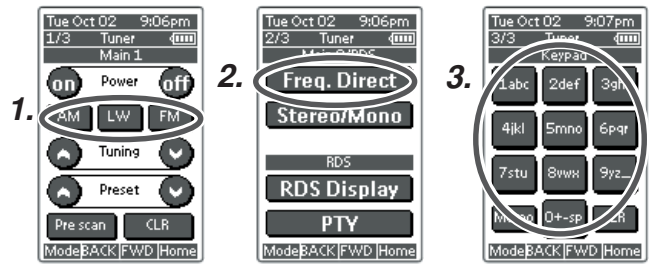 1.
Tue Oct 02 9:06pm
1/3 Tuner
Main 1
on Power off
AM LW FM
Tuning
Preset
Pre scan CLR
Mode BACK FWD Home
2.
Tue Oct 02 9:06pm
2/3 Tuner
Freq. Direct
Stereo/Mono
RDS
RDS Display
PTY
Mode BACK FWD Home
3.
Tue Oct 02 9:07pm
3/3 Tuner
Keypad
1abc 2def 3ghi
4jkl 5mno 6pqr
7stu 8vwx 9yz_
0+-sp
Mode BACK FWD Home